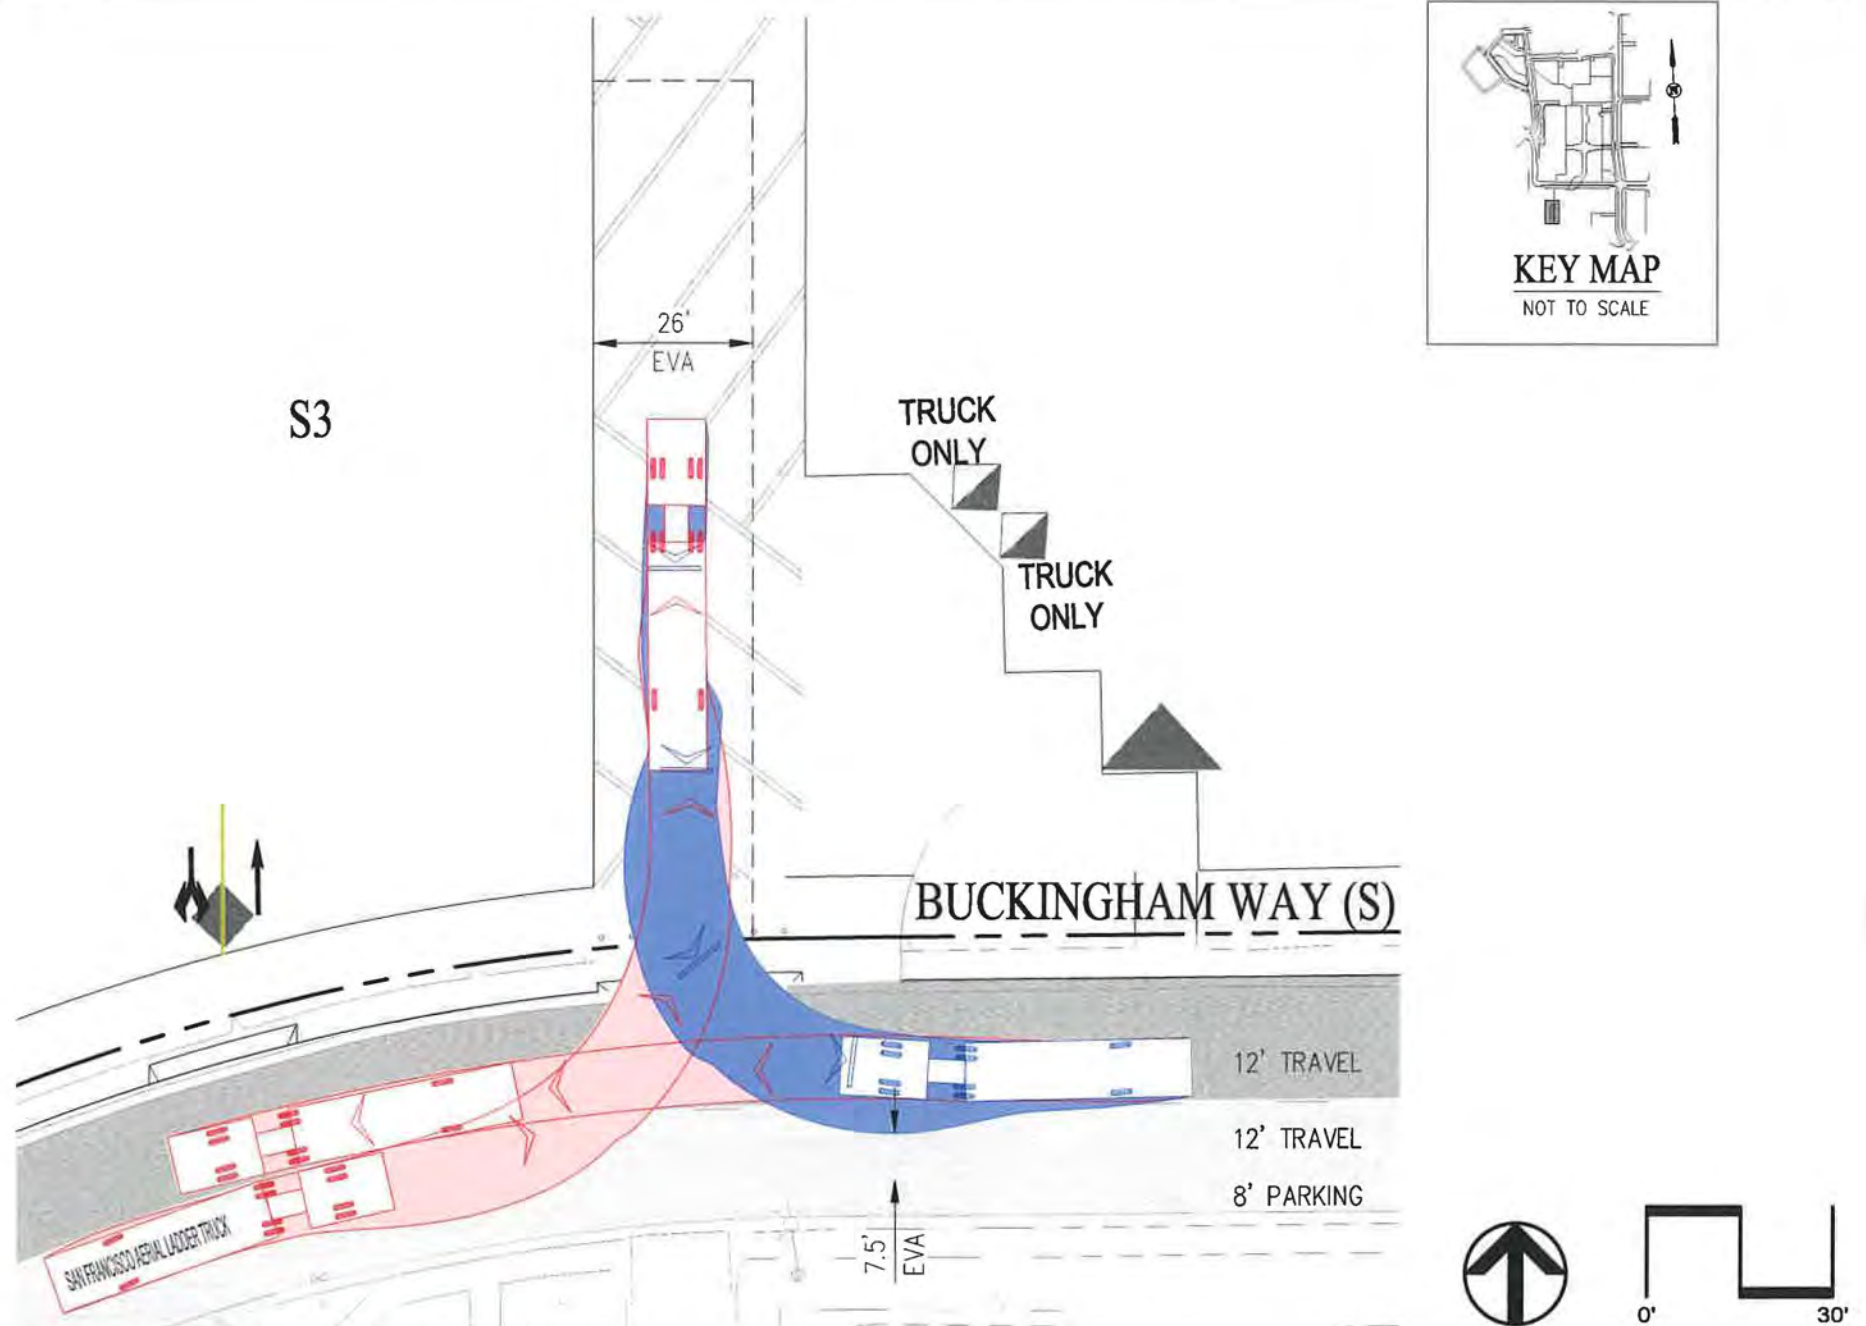 KEY MAP
NOT TO SCALE
26'
EVA
S3
TRUCK
ONLY
TRUCK
ONLY
BUCKINGHAM WAY (S)
12' TRAVEL
12' TRAVEL
8' PARKING
7.5'
EVA
SAN FRANCISCO AERIAL LADDER TRUCK
0'
30'